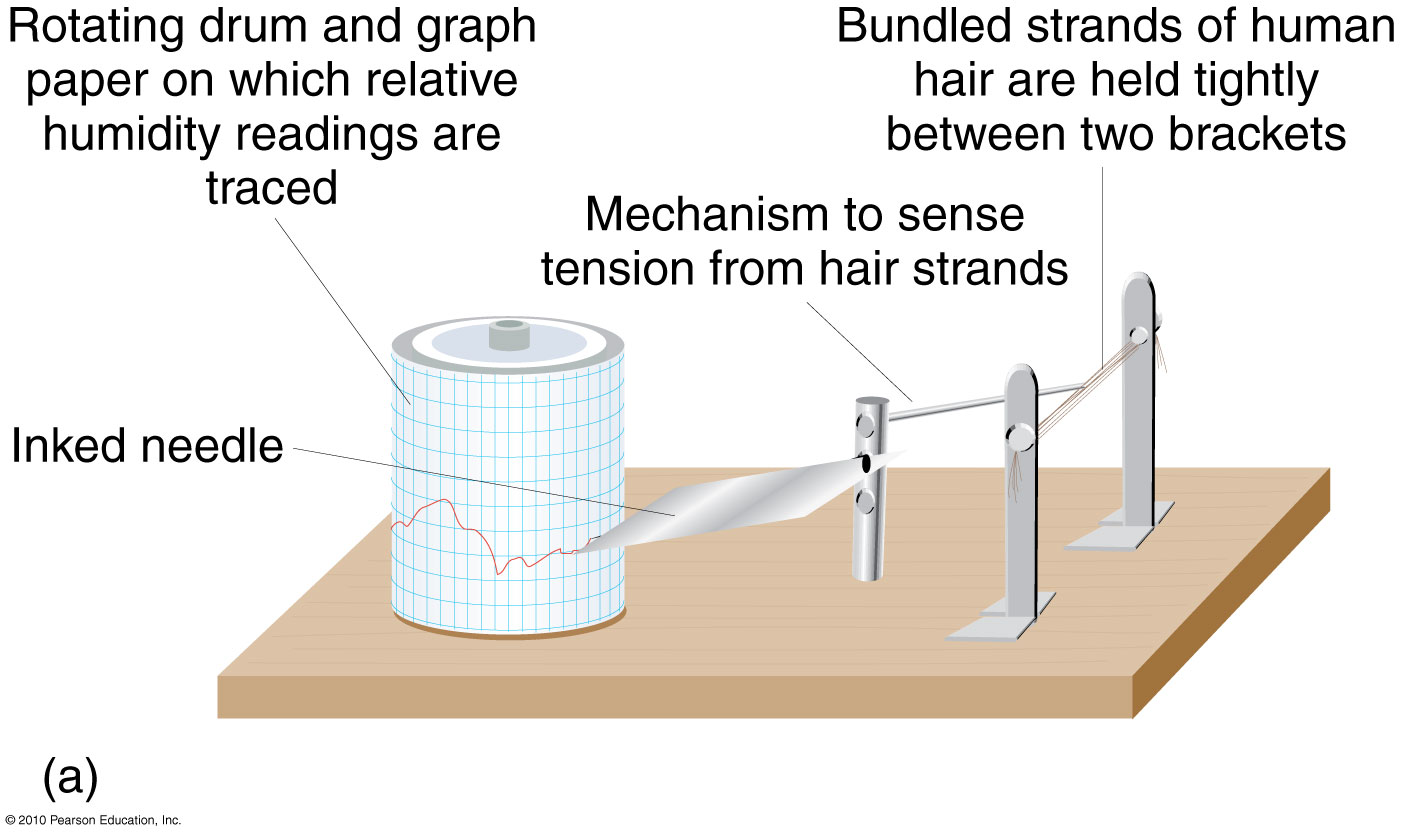 Rotating drum and graph
paper on which relative
humidity readings are
traced
Bundled strands of human
hair are held tightly
between two brackets
Mechanism to sense
tension from hair strands
Inked needle
(a)
© 2010 Pearson Education, Inc.